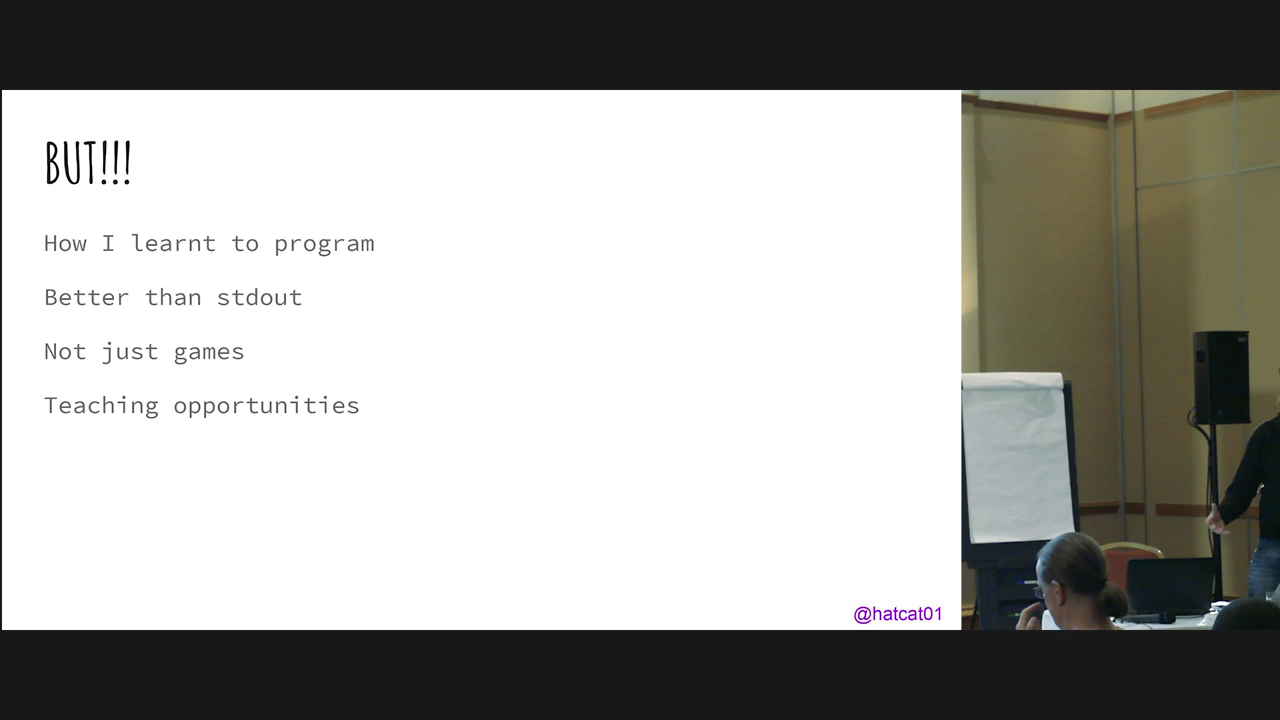 BUT!!!
How I learnt to program
Better than stdout
Not just games
Teaching opportunities
@hatcat01